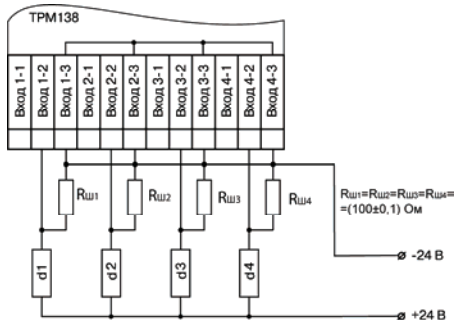 ТРМ138
Вход 1-1
Вход 1-2
Вход 1-3
Вход 2-1
Вход 2-2
Вход 2-3
Вход 3-1
Вход 3-2
Вход 3-3
Вход 4-1
Вход 4-2
Вход 4-3
Rш1
Rш2
Rш3
Rш4
Rш1=Rш2=Rш3=Rш4=
=(100±0,1) Ом
d1
d2
d3
d4
-24 В
+24 В